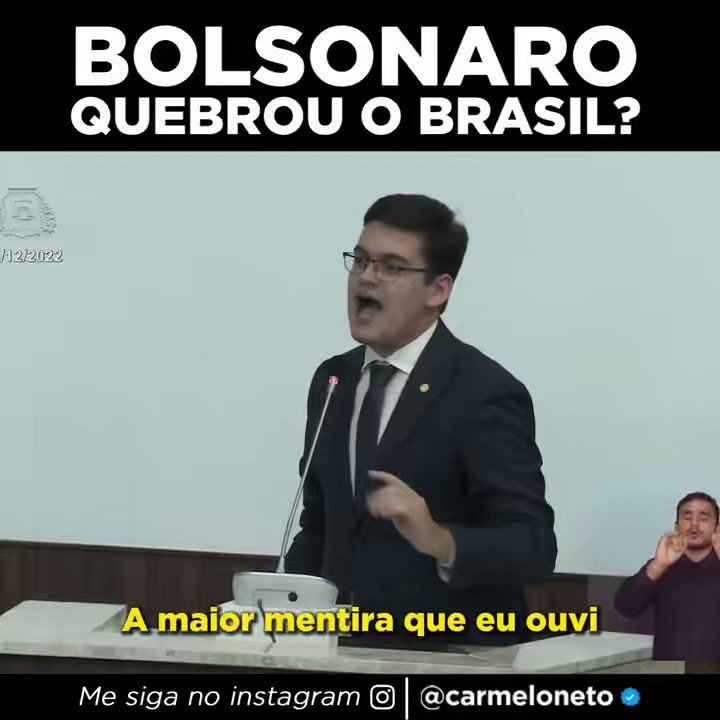 BOLSONARO
QUEBROU O BRASIL?
/12/2022
A maior mentira que eu ouvi
Me siga no instagram | @carmeloneto